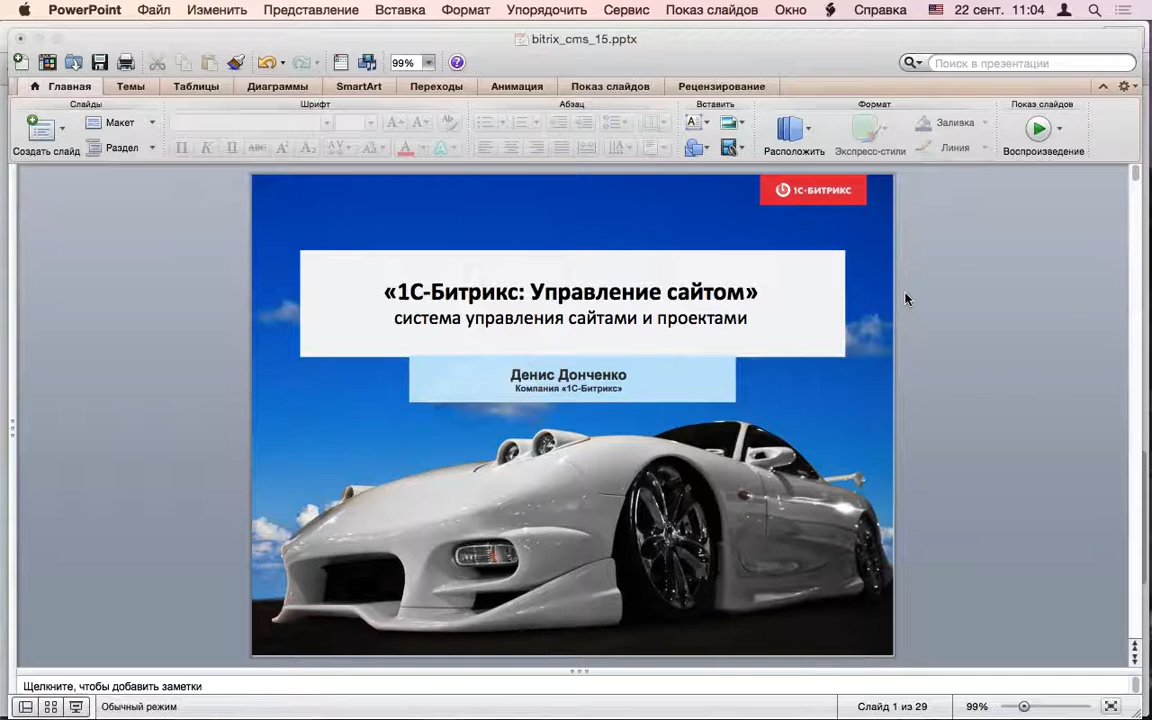 PowerPoint Файл Изменить Представление Вставка Формат Упорядочить Сервис Показ слайдов Окно Справка 22 сент. 11:04
bitrix_cms_15.pptx
99% Поиск в презентации
Главная Темы Таблицы Диаграммы SmartArt Переходы Анимация Показ слайдов Рецензирование
Слайды Шрифт Абзац Вставить Формат Показ слайдов
Макет Заливка
Создать слайд Раздел Расположить Экспресс-стили Линия Воспроизведение
1С-БИТРИКС
«1С-Битрикс: Управление сайтом»
система управления сайтами и проектами
Денис Донченко
Компания «1С-Битрикс»
Щелкните, чтобы добавить заметки
Обычный режим Слайд 1 из 29 99%